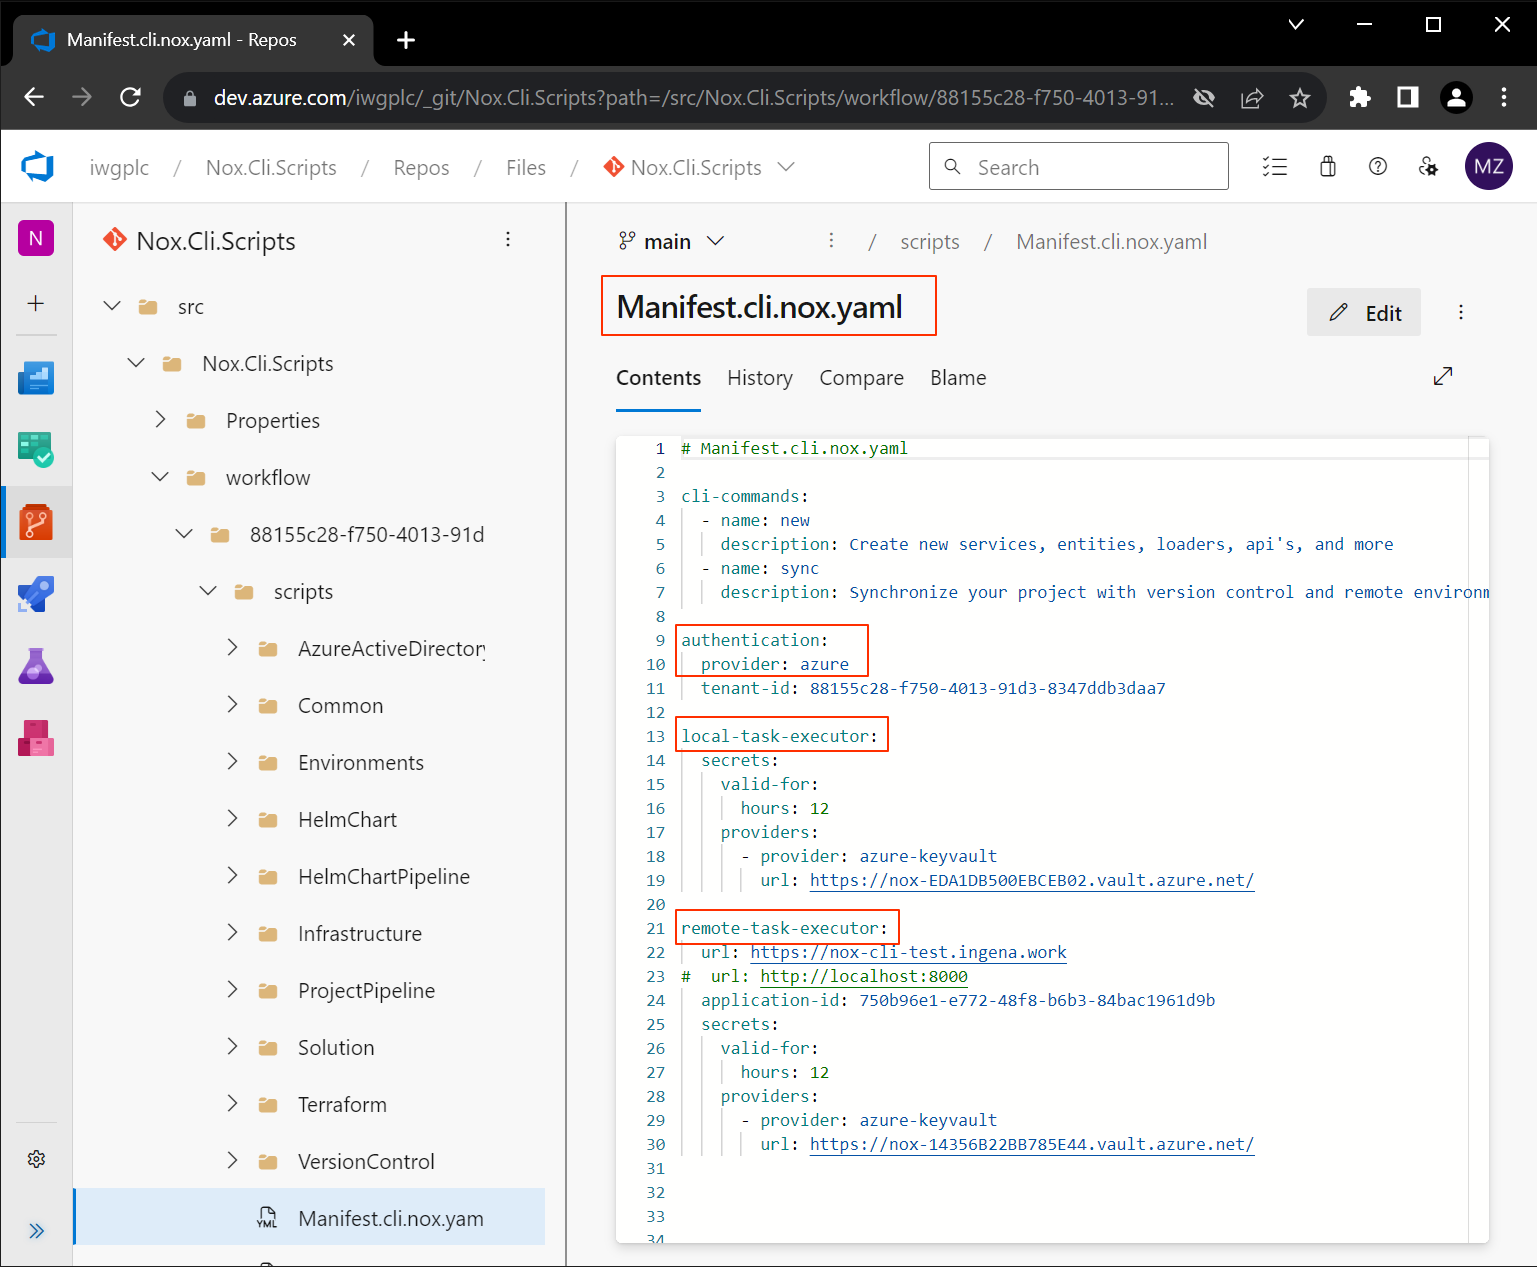 Manifest.cli.nox.yaml - Repos
dev.azure.com/iwgplc/_git/Nox.Cli.Scripts?path=/src/Nox.Cli.Scripts/workflow/88155c28-f750-4013-91...
iwgplc / Nox.Cli.Scripts / Repos / Files / Nox.Cli.Scripts
Search
MZ
N
Nox.Cli.Scripts
src
Nox.Cli.Scripts
Properties
workflow
88155c28-f750-4013-91d
scripts
AzureActiveDirectory
Common
Environments
HelmChart
HelmChartPipeline
Infrastructure
ProjectPipeline
Solution
Terraform
VersionControl
YML Manifest.cli.nox.yam
main / scripts / Manifest.cli.nox.yaml
Manifest.cli.nox.yaml
Edit
Contents History Compare Blame
1 # Manifest.cli.nox.yaml
2
3 cli-commands:
4 - name: new
5 description: Create new services, entities, loaders, api's, and more
6 - name: sync
7 description: Synchronize your project with version control and remote environm
8
9 authentication:
10 provider: azure
11 tenant-id: 88155c28-f750-4013-91d3-8347ddb3daa7
12
13 local-task-executor:
14 secrets:
15 valid-for:
16 hours: 12
17 providers:
18 - provider: azure-keyvault
19 url: https://nox-EDA1DB500EBCEB02.vault.azure.net/
20
21 remote-task-executor:
22 url: https://nox-cli-test.ingena.work
23 # url: http://localhost:8000
24 application-id: 750b96e1-e772-48f8-b6b3-84bac1961d9b
25 secrets:
26 valid-for:
27 hours: 12
28 providers:
29 - provider: azure-keyvault
30 url: https://nox-14356B22BB785E44.vault.azure.net/
31
32
33
34